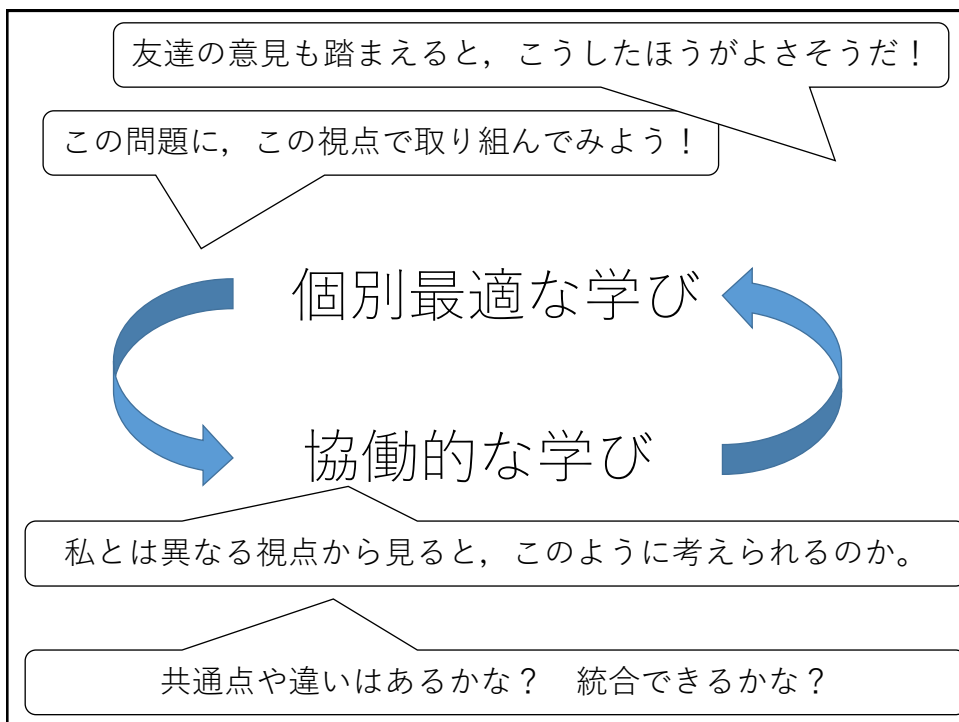 友達の意見も踏まえると，こうしたほうがよさそうだ！
この問題に，この視点で取り組んでみよう！
個別最適な学び
協働的な学び
私とは異なる視点から見ると，このように考えられるのか。
共通点や違いはあるかな？　統合できるかな？